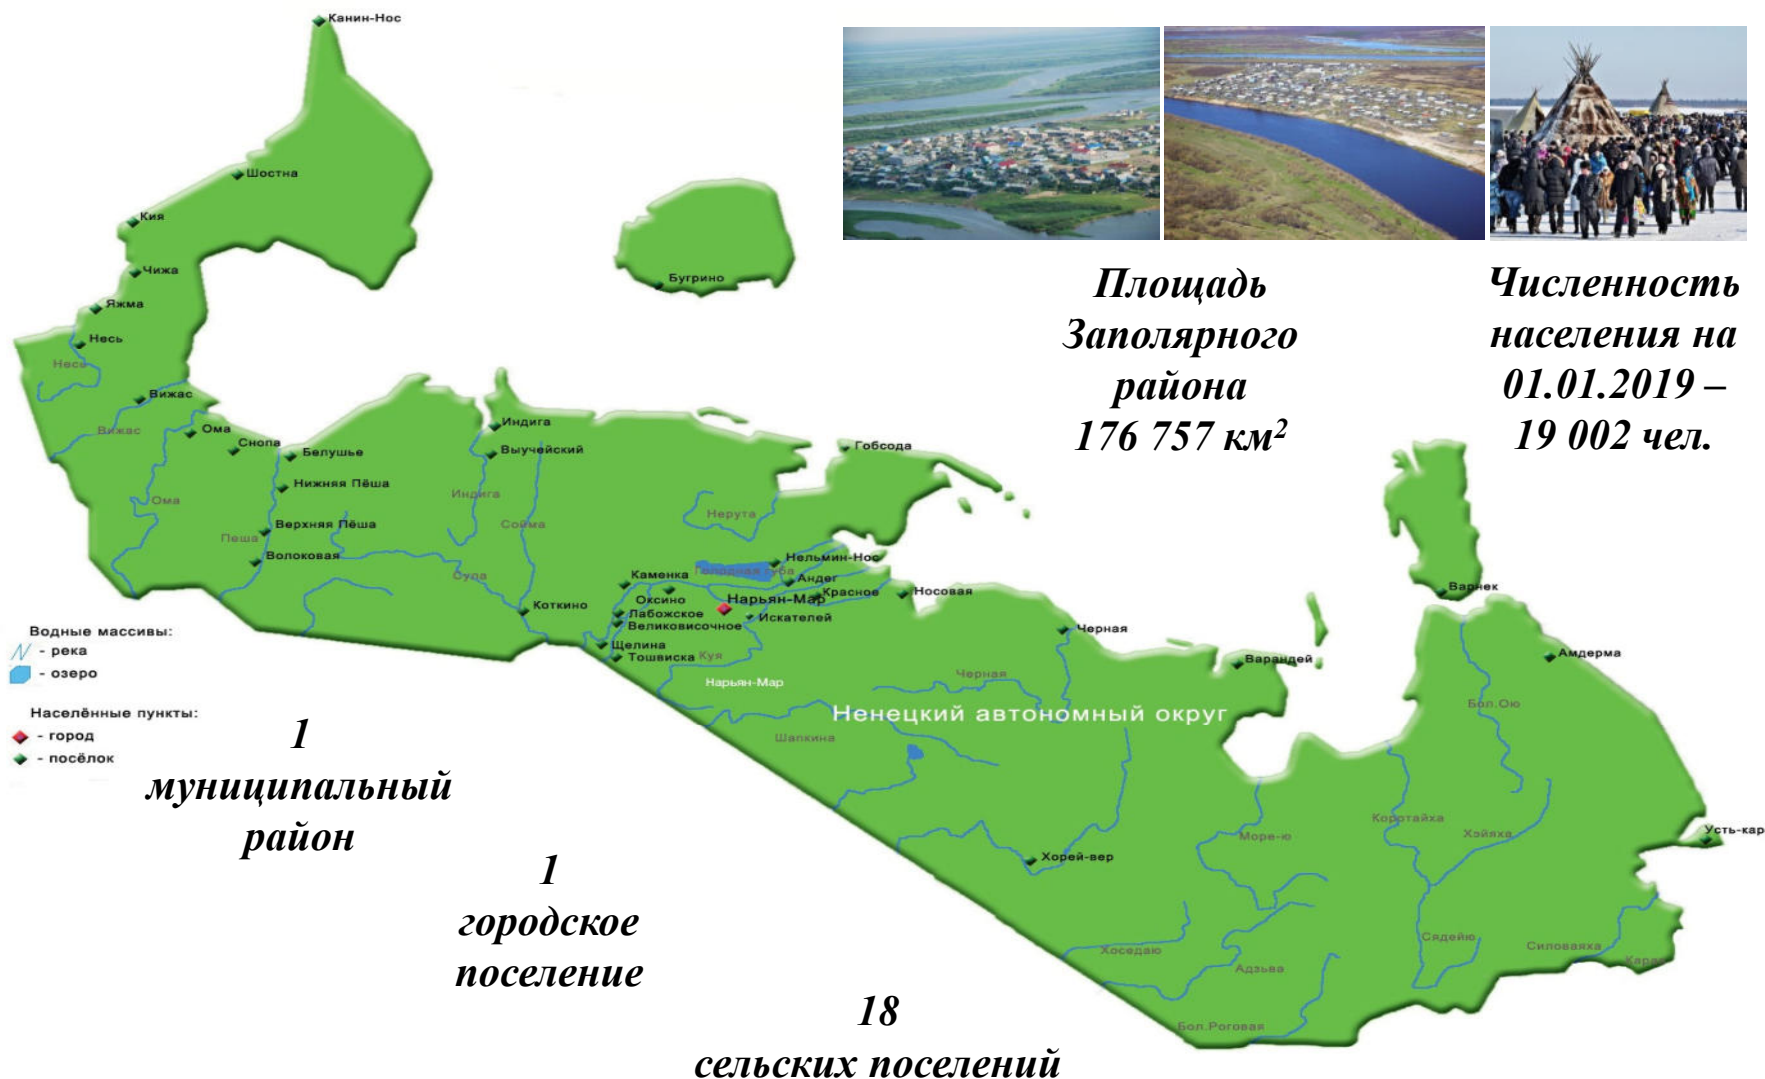 Канин-Нос
Шостна
Кия
Чижа
Яжма
Несь
Несь
Вижас
Вижас
Ома
Снопа
Белушье
Нижняя Пёша
Ома
Верхняя Пёша
Пеша
Волоковая
Бугрино
Индига
Выучейский
Индига
Сойма
Сула
Коткино
Гобсода
Нерута
Нельмин-Нос
Голодная губа
Андег
Каменка
Оксино
Нарьян-Мар
Красное
Носовая
Лабожское
Искателей
Великовисочное
Щелина
Тошвиска
Куя
Нарьян-Мар
Черная
Черная
Варандей
Варнек
Амдерма
Бол.Ою
Ненецкий автономный округ
Шапкина
Хорей-вер
Море-ю
Коротайха
Хэйяха
Усть-кар
Хоседаю
Адзьва
Сядейю
Силоваяха
Бол.Роговая
Площадь
Заполярного
района
176 757 км²
Численность
населения на
01.01.2019 –
19 002 чел.
Водные массивы:
- река
- озеро
Населённые пункты:
- город
- посёлок
1
муниципальный
район
1
городское
поселение
18
сельских поселений